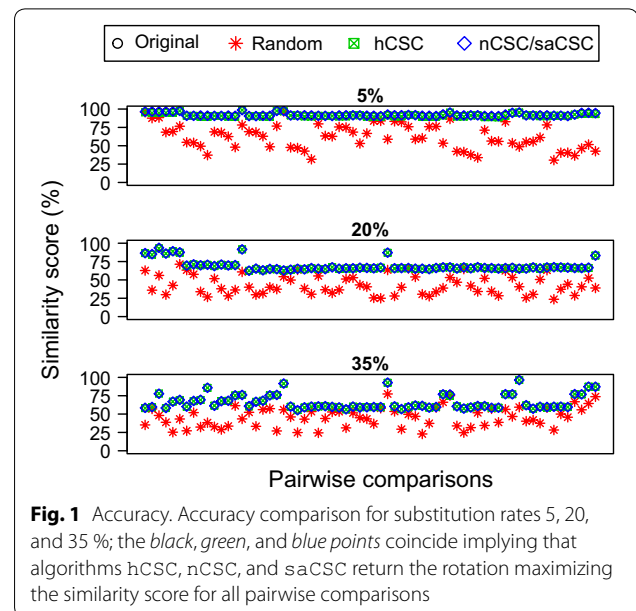 Original Random hCSC nCSC/saCSC
5%
100
75
50
25
0
20%
100
75
50
25
0
35%
100
75
50
25
0
Similarity score (%)
Pairwise comparisons
Fig. 1 Accuracy. Accuracy comparison for substitution rates 5, 20,
and 35 %; the black, green, and blue points coincide implying that
algorithms hCSC, nCSC, and saCSC return the rotation maximizing
the similarity score for all pairwise comparisons